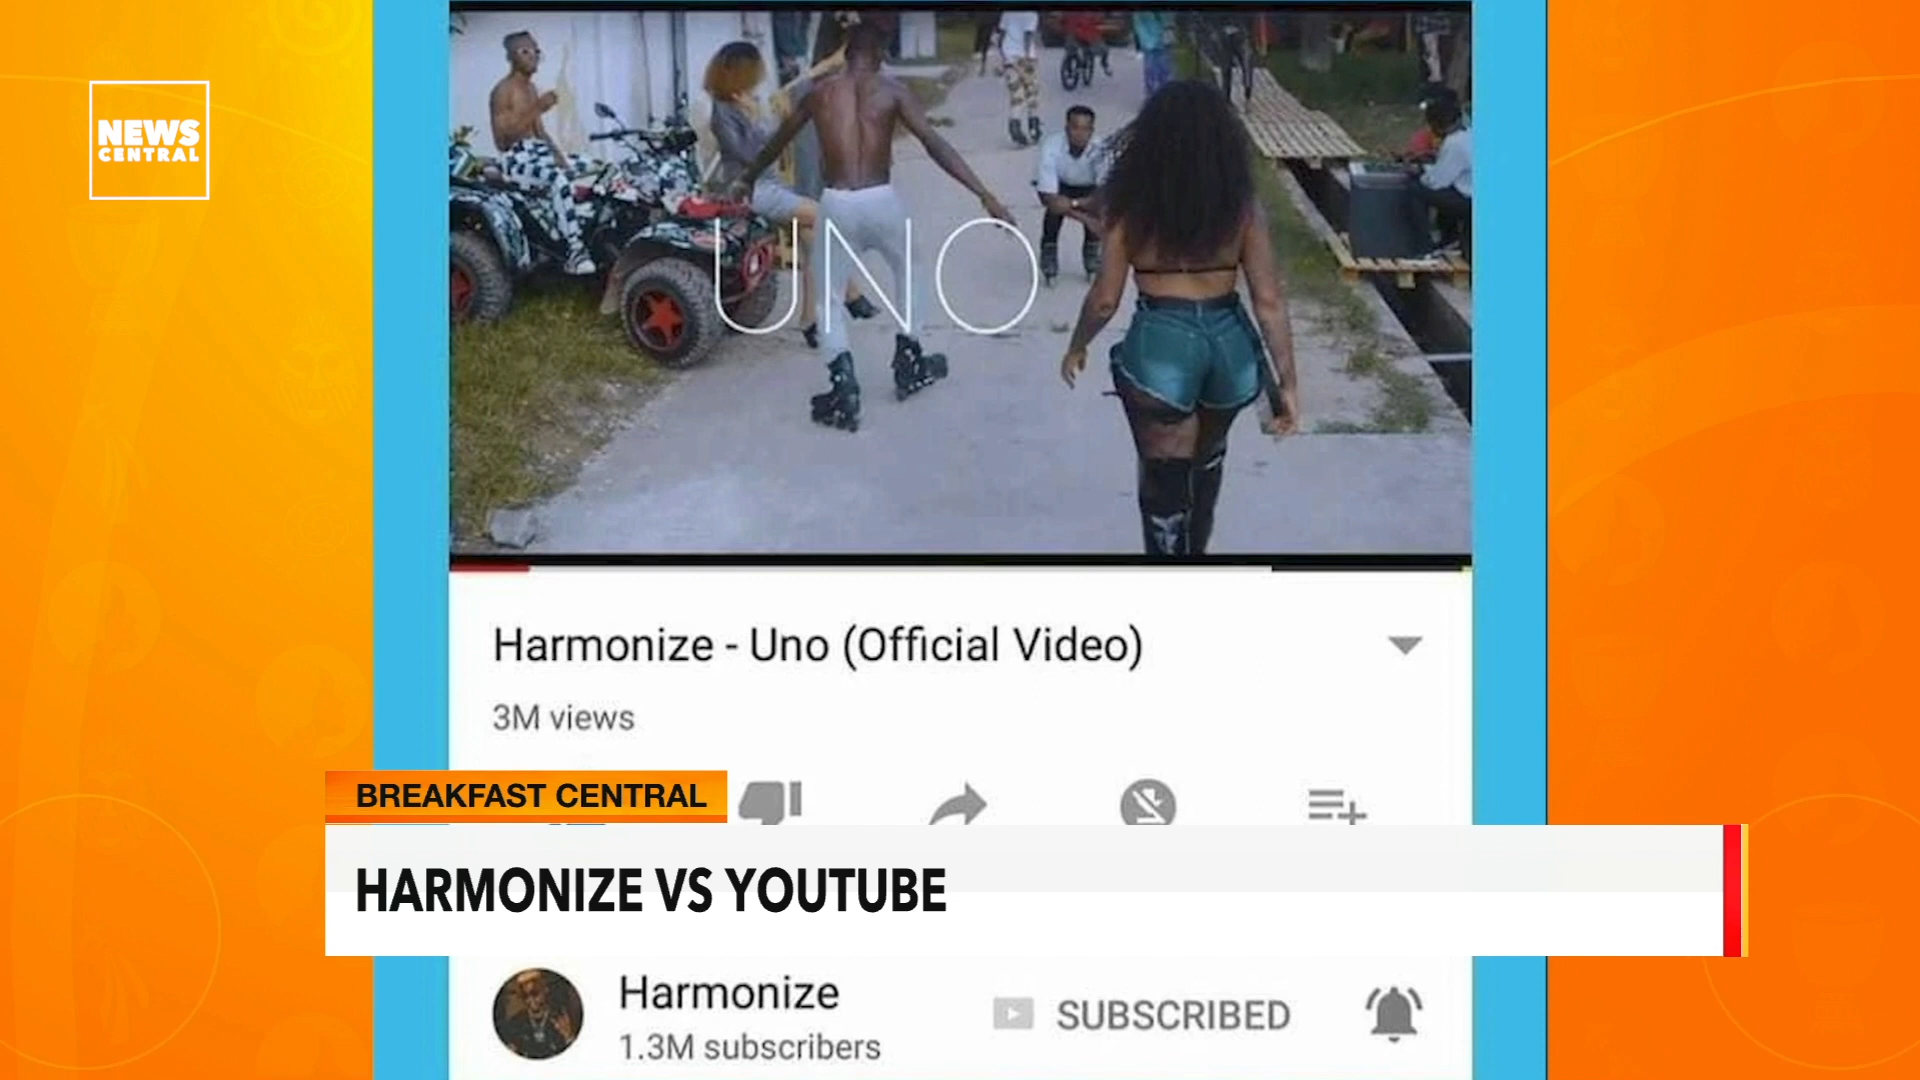 NEWS
CENTRAL
UNO
Harmonize - Uno (Official Video)
3M views
BREAKFAST CENTRAL
HARMONIZE VS YOUTUBE
Harmonize
SUBSCRIBED
1.3M subscribers